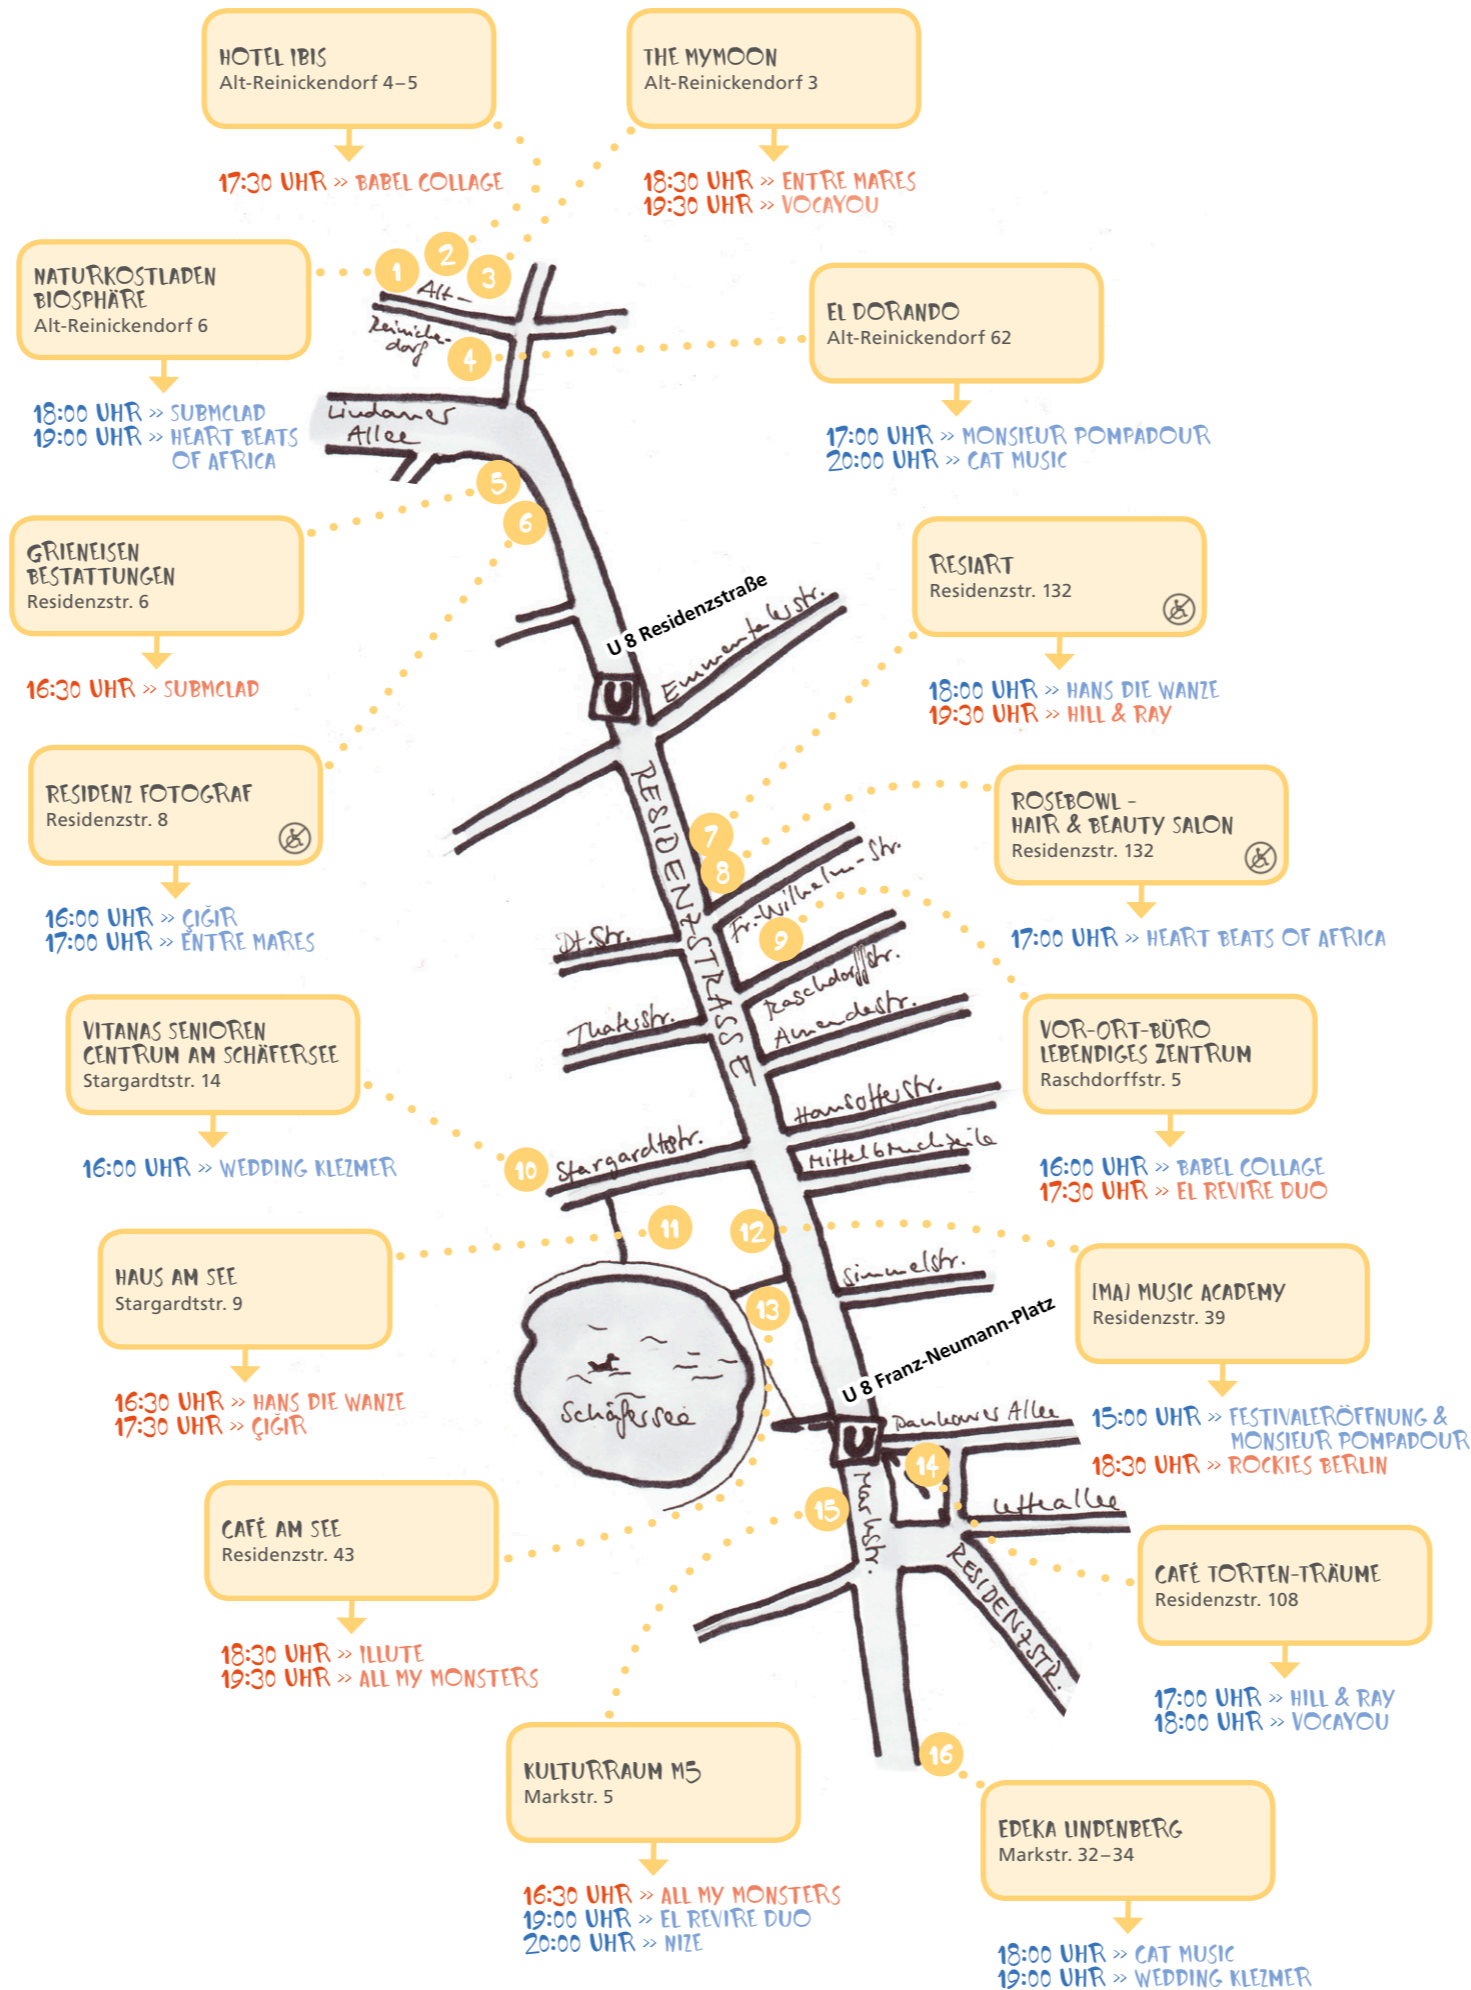 HOTEL IBIS
Alt-Reinickendorf 4–5
17:30 UHR » BABEL COLLAGE
THE MYMOON
Alt-Reinickendorf 3
18:30 UHR » ENTRE MARES
19:30 UHR » VOCAYOU
NATURKOSTLADEN
BIOSPHÄRE
Alt-Reinickendorf 6
18:00 UHR » SUBMCLAD
19:00 UHR » HEART BEATS
OF AFRICA
1
2
3
Alt-
Reinicken-
dorf
4
EL DORANDO
Alt-Reinickendorf 62
17:00 UHR » MONSIEUR POMPADOUR
20:00 UHR » CAT MUSIC
Lindauer
Allee
5
6
GRIENEISEN
BESTATTUNGEN
Residenzstr. 6
16:30 UHR » SUBMCLAD
RESIART
Residenzstr. 132
18:00 UHR » HANS DIE WANZE
19:30 UHR » HILL & RAY
U 8 Residenzstraße
U
Emmentalerstr.
RESIDENZ FOTOGRAF
Residenzstr. 8
16:00 UHR » ÇIĞIR
17:00 UHR » ENTRE MARES
RESIDENZSTRASSE
7
8
ROSEBOWL -
HAIR & BEAUTY SALON
Residenzstr. 132
17:00 UHR » HEART BEATS OF AFRICA
Fr.-Wilhelm-Str.
9
Dt.-Str.
Raschdorffstr.
Thaterstr.
Amendestr.
VITANAS SENIOREN
CENTRUM AM SCHÄFERSEE
Stargardtstr. 14
16:00 UHR » WEDDING KLEZMER
VOR-ORT-BÜRO
LEBENDIGES ZENTRUM
Raschdorffstr. 5
16:00 UHR » BABEL COLLAGE
17:30 UHR » EL REVIRE DUO
Hansottostr.
Mittelbruchzeile
10
Stargardtstr.
11
12
HAUS AM SEE
Stargardtstr. 9
16:30 UHR » HANS DIE WANZE
17:30 UHR » ÇIĞIR
Simmelstr.
13
[MA] MUSIC ACADEMY
Residenzstr. 39
15:00 UHR » FESTIVALERÖFFNUNG &
MONSIEUR POMPADOUR
18:30 UHR » ROCKIES BERLIN
U 8 Franz-Neumann-Platz
Schäfersee
U
Pankower Allee
14
15
Markstr.
Letteallee
RESIDENZSTR.
CAFÉ AM SEE
Residenzstr. 43
18:30 UHR » ILLUTE
19:30 UHR » ALL MY MONSTERS
CAFÉ TORTEN-TRÄUME
Residenzstr. 108
17:00 UHR » HILL & RAY
18:00 UHR » VOCAYOU
KULTURRAUM M5
Markstr. 5
16:30 UHR » ALL MY MONSTERS
19:00 UHR » EL REVIRE DUO
20:00 UHR » NIZE
16
EDEKA LINDENBERG
Markstr. 32–34
18:00 UHR » CAT MUSIC
19:00 UHR » WEDDING KLEZMER